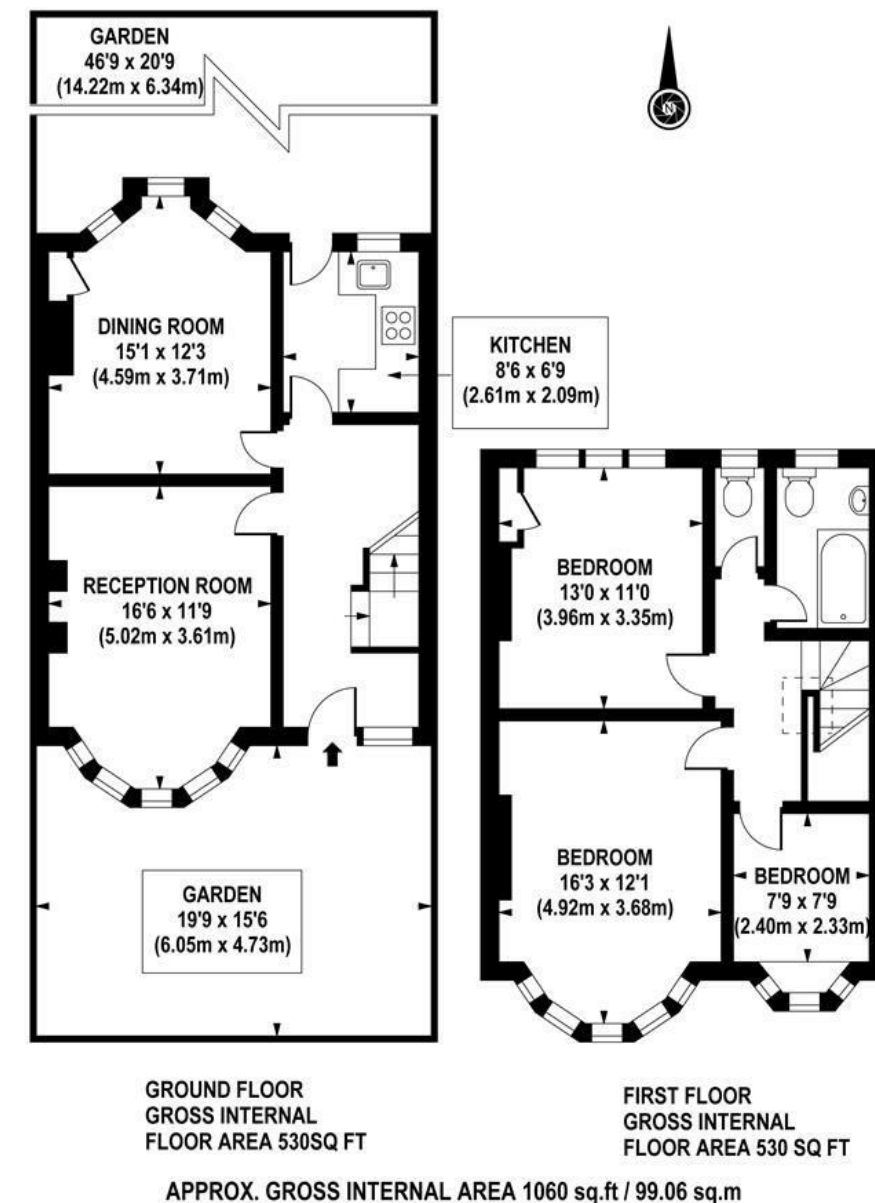 GARDEN
46'9 x 20'9
(14.22m x 6.34m)
N
DINING ROOM
15'1 x 12'3
(4.59m x 3.71m)
KITCHEN
8'6 x 6'9
(2.61m x 2.09m)
RECEPTION ROOM
16'6 x 11'9
(5.02m x 3.61m)
BEDROOM
13'0 x 11'0
(3.96m x 3.35m)
GARDEN
19'9 x 15'6
(6.05m x 4.73m)
BEDROOM
16'3 x 12'1
(4.92m x 3.68m)
BEDROOM
7'9 x 7'9
(2.40m x 2.33m)
GROUND FLOOR
GROSS INTERNAL
FLOOR AREA 530SQ FT
FIRST FLOOR
GROSS INTERNAL
FLOOR AREA 530 SQ FT
APPROX. GROSS INTERNAL AREA 1060 sq.ft / 99.06 sq.m